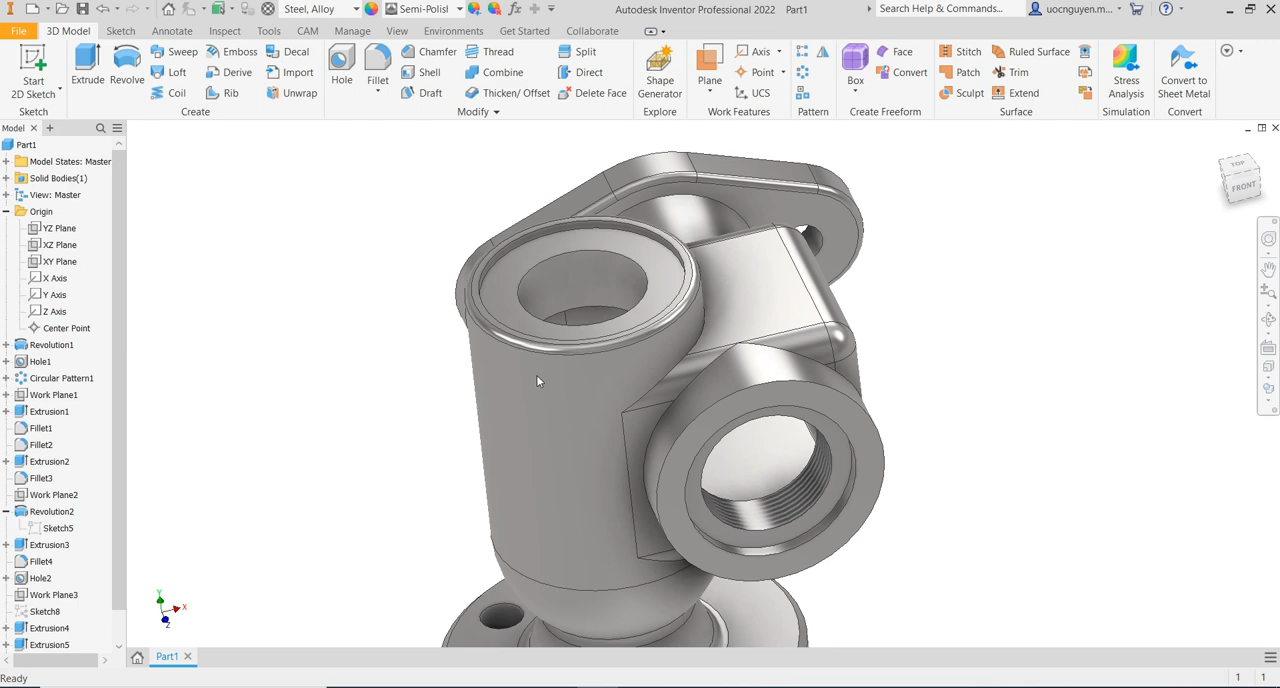 Steel, Alloy
Semi-Polisl
Autodesk Inventor Professional 2022 Part1
Search Help & Commands...
uocnguyen.m...
File
3D Model
Sketch
Annotate
Inspect
Tools
CAM
Manage
View
Environments
Get Started
Collaborate
Start
2D Sketch
Sketch
Extrude
Revolve
Sweep
Loft
Coil
Emboss
Derive
Rib
Decal
Import
Unwrap
Create
Hole
Fillet
Chamfer
Shell
Draft
Thread
Combine
Thicken/ Offset
Split
Direct
Delete Face
Modify
Shape
Generator
Explore
Plane
Axis
Point
UCS
Work Features
Pattern
Box
Face
Convert
Create Freeform
Stitch
Patch
Sculpt
Ruled Surface
Trim
Extend
Surface
Stress
Analysis
Simulation
Convert to
Sheet Metal
Convert
Model
Part1
Model States: Master
Solid Bodies(1)
View: Master
Origin
YZ Plane
XZ Plane
XY Plane
X Axis
Y Axis
Z Axis
Center Point
Revolution1
Hole1
Circular Pattern1
Work Plane1
Extrusion1
Fillet1
Fillet2
Extrusion2
Fillet3
Work Plane2
Revolution2
Sketch5
Extrusion3
Fillet4
Hole2
Work Plane3
Sketch8
Extrusion4
Extrusion5
TOP
FRONT
Y
X
Z
Part1
Ready
1 1